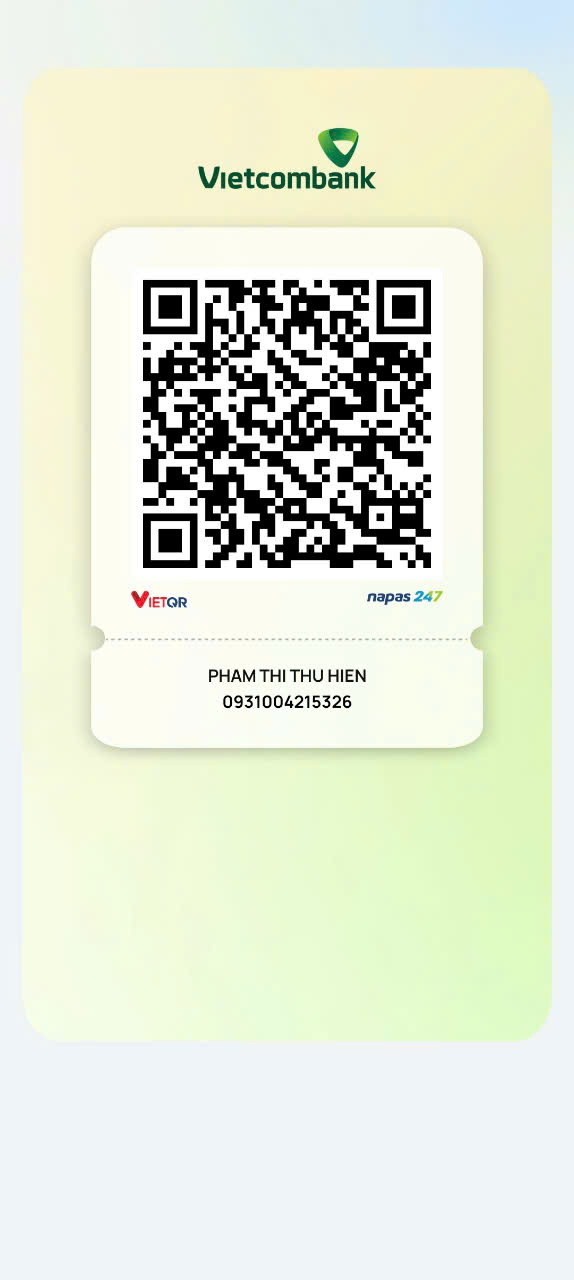 Vietcombank
VIETQR
napas 247
PHAM THI THU HIEN
0931004215326